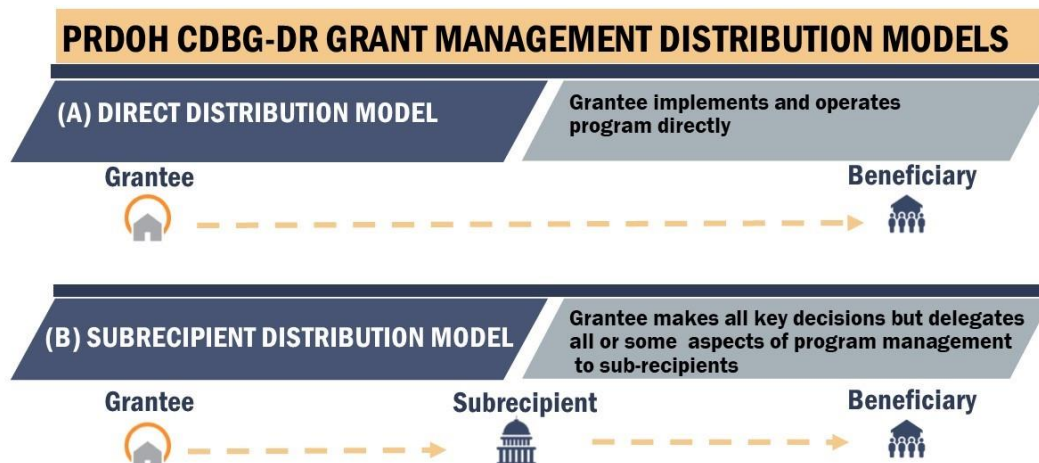 PRDOH CDBG-DR GRANT MANAGEMENT DISTRIBUTION MODELS
(A) DIRECT DISTRIBUTION MODEL
Grantee implements and operates
program directly
Grantee
Beneficiary
(B) SUBRECIPIENT DISTRIBUTION MODEL
Grantee makes all key decisions but delegates
all or some aspects of program management
to sub-recipients
Grantee
Subrecipient
Beneficiary